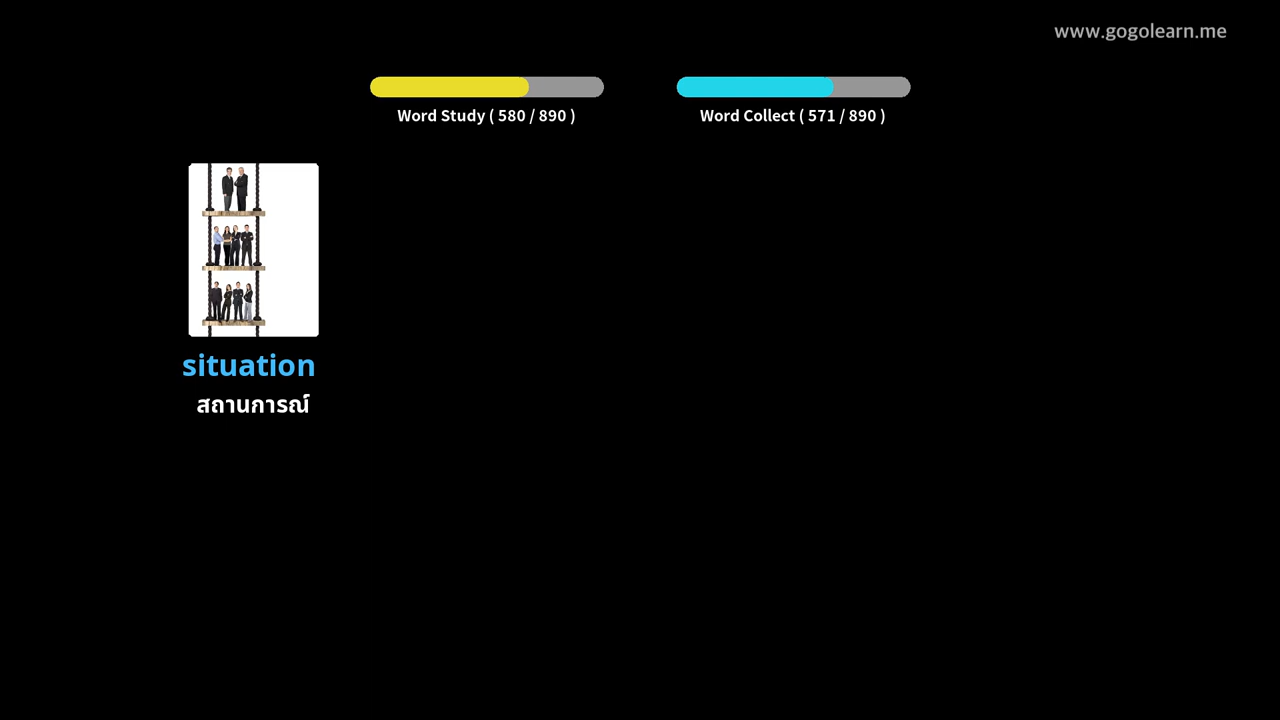 www.gogolearn.me
Word Study ( 580 / 890 )
Word Collect ( 571 / 890 )
situation
สถานการณ์